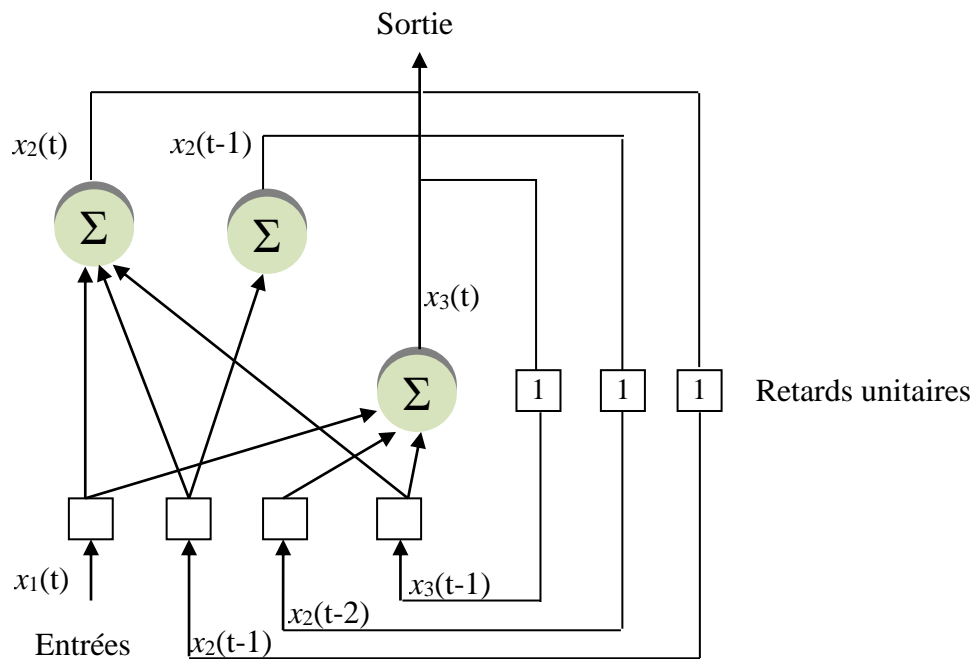 Sortie
x2(t)
x2(t-1)
Σ
Σ
x3(t)
Σ
1
1
1
Retards unitaires
x1(t)
x3(t-1)
x2(t-2)
x2(t-1)
Entrées